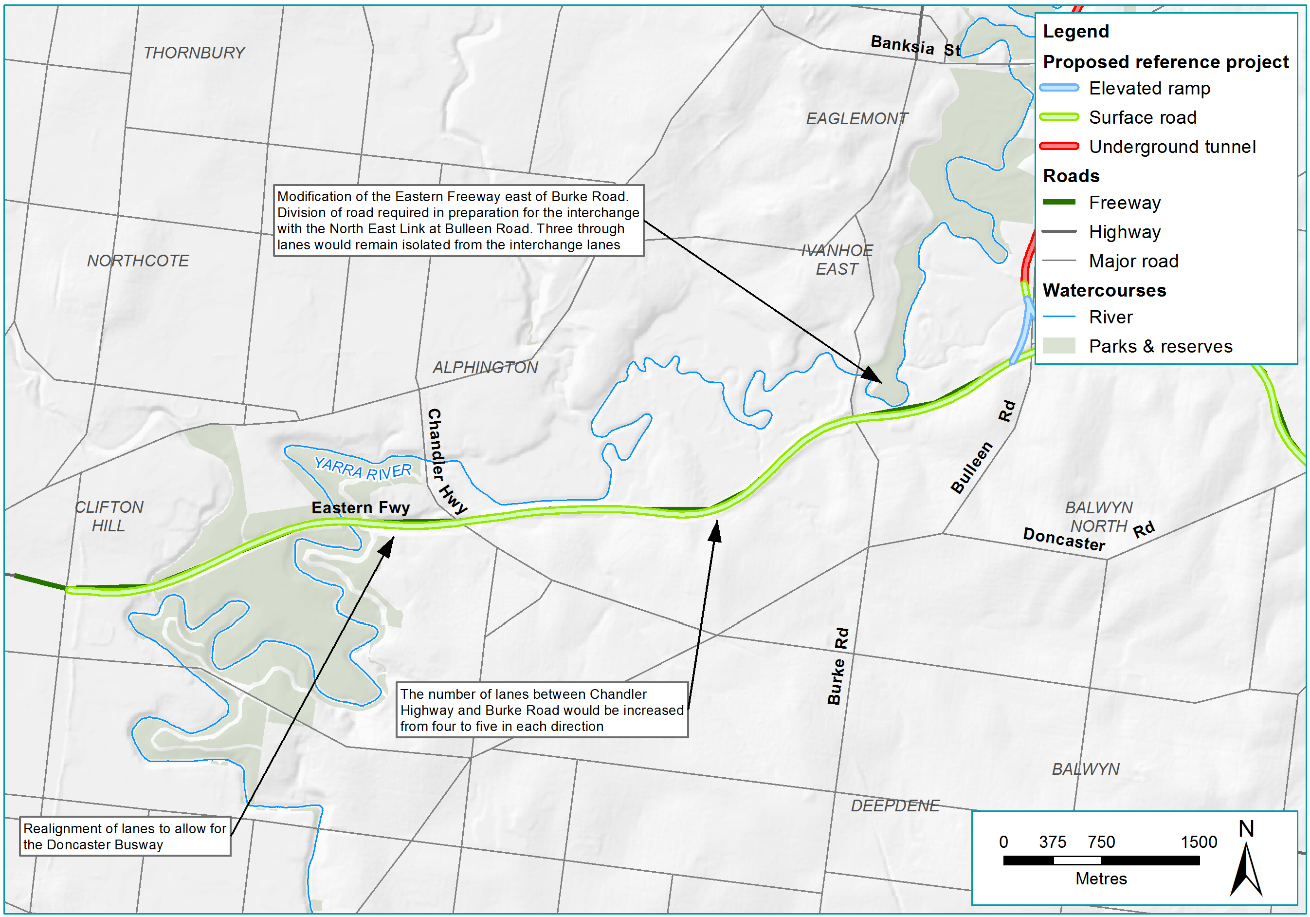 THORNBURY
Banksia St
Legend
Proposed reference project
Elevated ramp
Surface road
Underground tunnel
Roads
Freeway
Highway
Major road
Watercourses
River
Parks & reserves
EAGLEMONT
Modification of the Eastern Freeway east of Burke Road.
Division of road required in preparation for the interchange
with the North East Link at Bulleen Road. Three through
lanes would remain isolated from the interchange lanes
NORTHCOTE
IVANHOE
EAST
ALPHINGTON
Chandler Hwy
YARRA RIVER
Eastern Fwy
CLIFTON
HILL
Bulleen Rd
BALWYN
NORTH
Doncaster Rd
Burke Rd
The number of lanes between Chandler
Highway and Burke Road would be increased
from four to five in each direction
BALWYN
DEEPDENE
Realignment of lanes to allow for
the Doncaster Busway
0 375 750 1500
Metres
N